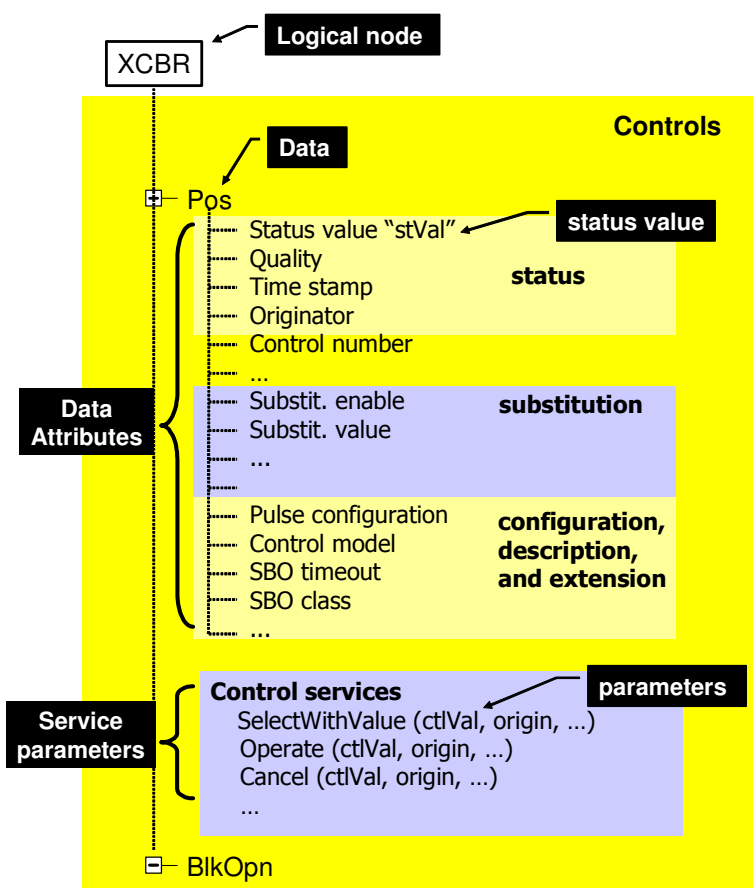 Logical node
XCBR
Controls
Data
Pos
Status value “stVal”
status value
Quality
status
Time stamp
Originator
Control number
...
Data
Attributes
Substit. enable
substitution
Substit. value
...
Pulse configuration
configuration,
Control model
description,
SBO timeout
and extension
SBO class
...
Control services
parameters
Service
parameters
SelectWithValue (ctlVal, origin, ...)
Operate (ctlVal, origin, ...)
Cancel (ctlVal, origin, ...)
...
BlkOpn